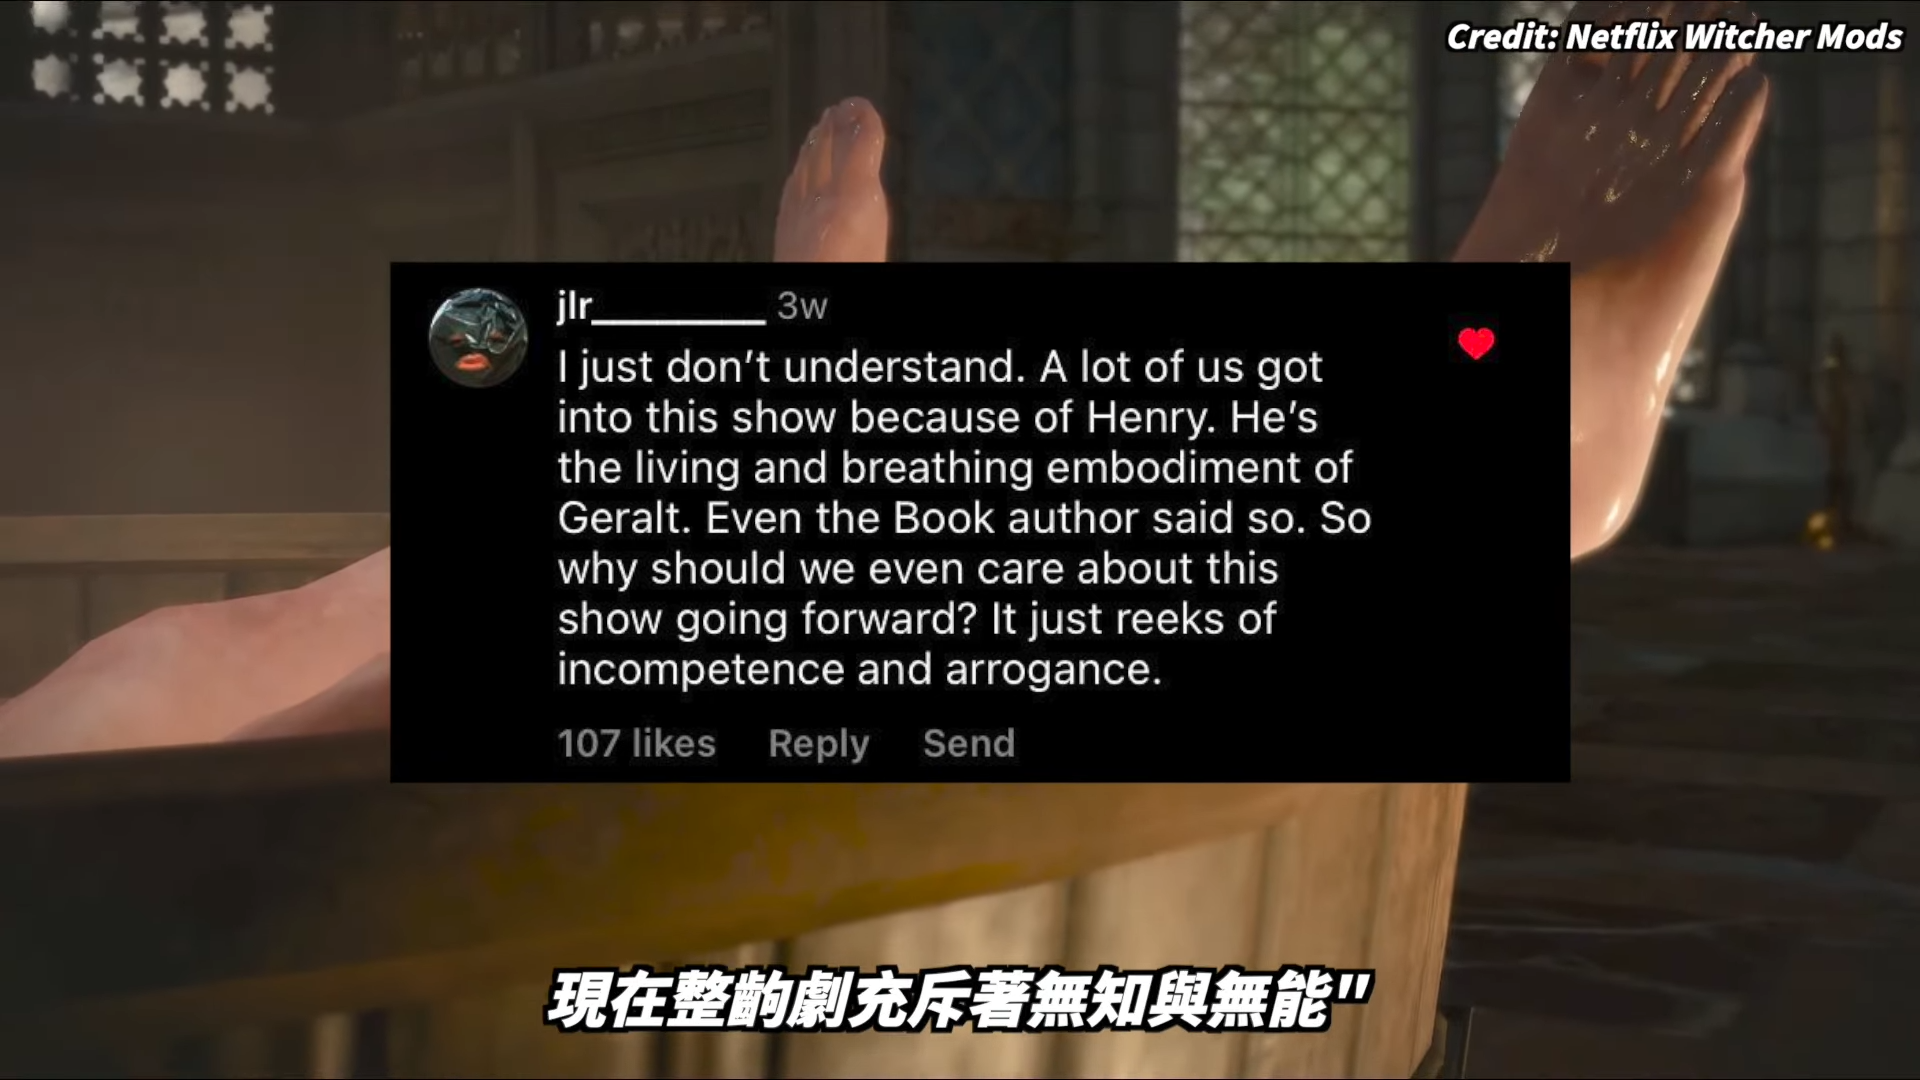 Credit: Netflix Witcher Mods
jlr_________ 3w
I just don't understand. A lot of us got
into this show because of Henry. He's
the living and breathing embodiment of
Geralt. Even the Book author said so. So
why should we even care about this
show going forward? It just reeks of
incompetence and arrogance.
107 likes Reply Send
現在整齣劇充斥著無知與無能"